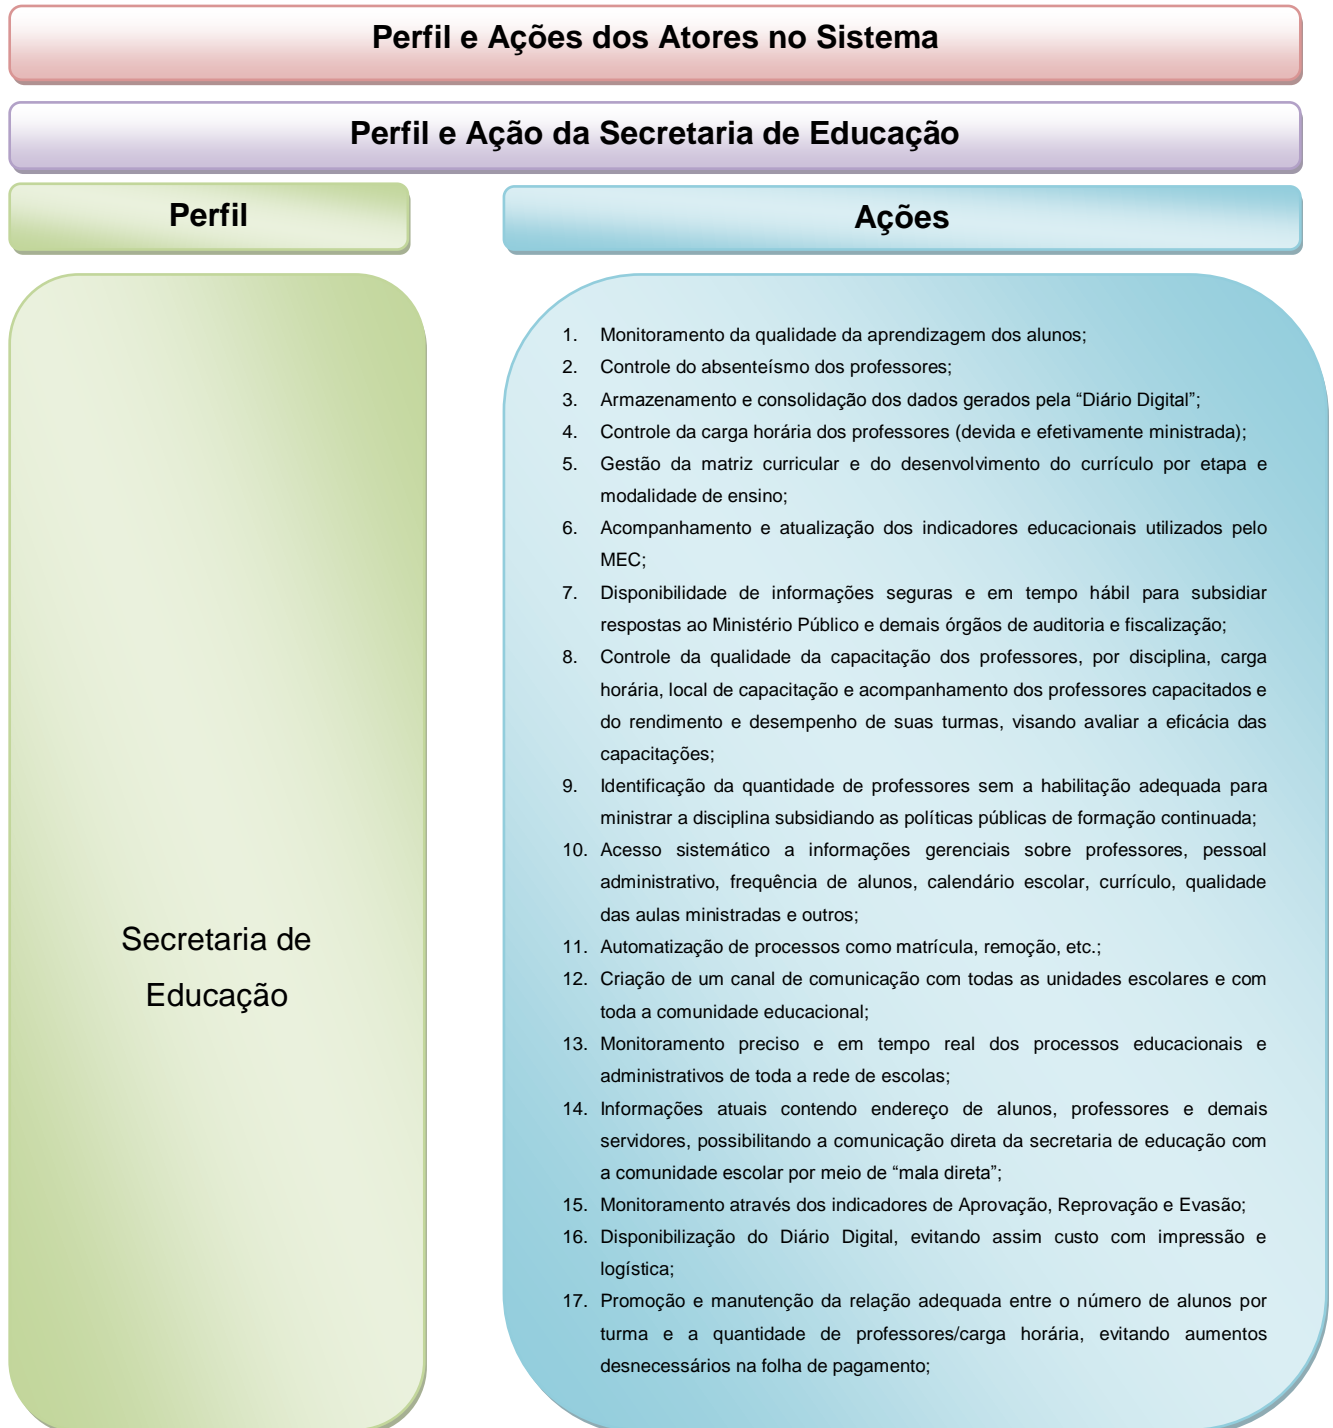 Perfil e Ações dos Atores no Sistema
Perfil e Ação da Secretaria de Educação
Perfil
Ações
Secretaria de
Educação
1. Monitoramento da qualidade da aprendizagem dos alunos;
2. Controle do absenteísmo dos professores;
3. Armazenamento e consolidação dos dados gerados pela “Diário Digital”;
4. Controle da carga horária dos professores (devida e efetivamente ministrada);
5. Gestão da matriz curricular e do desenvolvimento do currículo por etapa e
modalidade de ensino;
6. Acompanhamento e atualização dos indicadores educacionais utilizados pelo
MEC;
7. Disponibilidade de informações seguras e em tempo hábil para subsidiar
respostas ao Ministério Público e demais órgãos de auditoria e fiscalização;
8. Controle da qualidade da capacitação dos professores, por disciplina, carga
horária, local de capacitação e acompanhamento dos professores capacitados e
do rendimento e desempenho de suas turmas, visando avaliar a eficácia das
capacitações;
9. Identificação da quantidade de professores sem a habilitação adequada para
ministrar a disciplina subsidiando as políticas públicas de formação continuada;
10. Acesso sistemático a informações gerenciais sobre professores, pessoal
administrativo, frequência de alunos, calendário escolar, currículo, qualidade
das aulas ministradas e outros;
11. Automatização de processos como matrícula, remoção, etc.;
12. Criação de um canal de comunicação com todas as unidades escolares e com
toda a comunidade educacional;
13. Monitoramento preciso e em tempo real dos processos educacionais e
administrativos de toda a rede de escolas;
14. Informações atuais contendo endereço de alunos, professores e demais
servidores, possibilitando a comunicação direta da secretaria de educação com
a comunidade escolar por meio de “mala direta”;
15. Monitoramento através dos indicadores de Aprovação, Reprovação e Evasão;
16. Disponibilização do Diário Digital, evitando assim custo com impressão e
logística;
17. Promoção e manutenção da relação adequada entre o número de alunos por
turma e a quantidade de professores/carga horária, evitando aumentos
desnecessários na folha de pagamento;